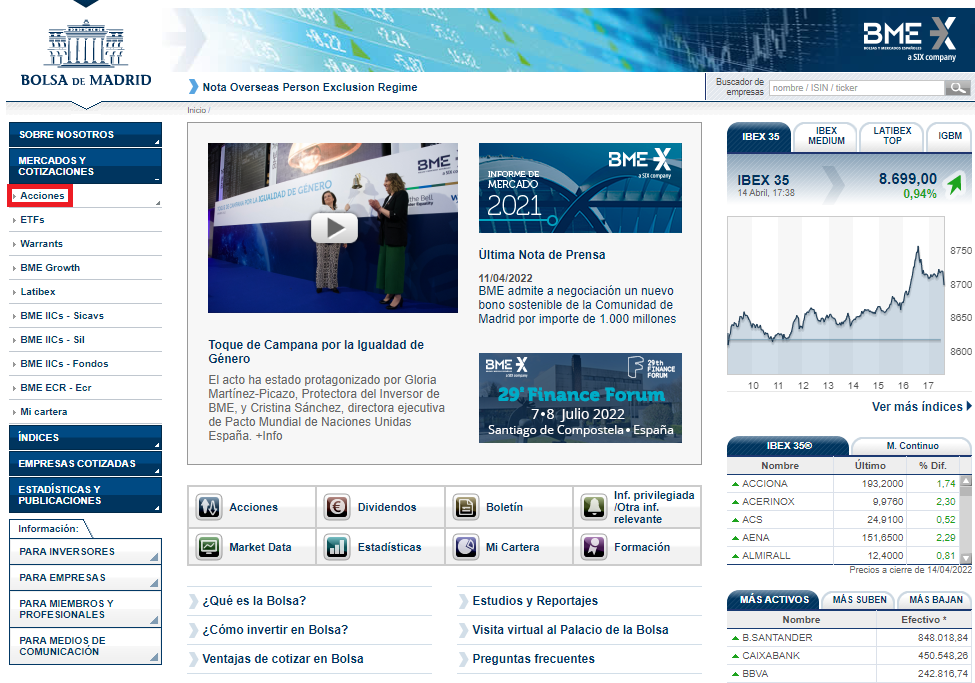 BOLSA DE MADRID
BME X
BOLSAS Y MERCADOS ESPAÑOLES
a SIX company
Nota Overseas Person Exclusion Regime
Buscador de
empresas
nombre / ISIN / ticker
Inicio /
SOBRE NOSOTROS
MERCADOS Y
COTIZACIONES
Acciones
ETFs
Warrants
BME Growth
Latibex
BME IICs - Sicavs
BME IICs - Sil
BME IICs - Fondos
BME ECR - Ecr
Mi cartera
ÍNDICES
EMPRESAS COTIZADAS
ESTADÍSTICAS Y
PUBLICACIONES
Información:
PARA INVERSORES
PARA EMPRESAS
PARA MIEMBROS Y
PROFESIONALES
PARA MEDIOS DE
COMUNICACIÓN
BME
TOQUE DE CAMPANA POR LA IGUALDAD DE GÉNERO
Toque de Campana por la Igualdad de
Género
El acto ha estado protagonizado por Gloria
Martínez-Picazo, Protectora del Inversor de
BME, y Cristina Sánchez, directora ejecutiva
de Pacto Mundial de Naciones Unidas
España. +Info
BME X
a SIX company
INFORME DE
MERCADO
2021
Última Nota de Prensa
11/04/2022
BME admite a negociación un nuevo
bono sostenible de la Comunidad de
Madrid por importe de 1.000 millones
BME X
a SIX company
29th
FINANCE
FORUM
29º Finance Forum
7•8 Julio 2022
Santiago de Compostela • España
Acciones
Dividendos
Boletín
Inf. privilegiada
/Otra inf.
relevante
Market Data
Estadísticas
Mi Cartera
Formación
¿Qué es la Bolsa?
Estudios y Reportajes
¿Cómo invertir en Bolsa?
Visita virtual al Palacio de la Bolsa
Ventajas de cotizar en Bolsa
Preguntas frecuentes
IBEX 35
IBEX
MEDIUM
LATIBEX
TOP
IGBM
IBEX 35
14 Abril, 17:38
8.699,00
0,94%
8750
8700
8650
8600
10 11 12 13 14 15 16 17
Ver más índices
IBEX 35® M. Continuo
Nombre Último % Dif.
ACCIONA 193,2000 1,74
ACERINOX 9,9760 2,30
ACS 24,9100 0,52
AENA 151,6500 2,29
ALMIRALL 12,4000 0,81
Precios a cierre de 14/04/2022
MÁS ACTIVOS MÁS SUBEN MÁS BAJAN
Nombre Efectivo *
B.SANTANDER 848.018,84
CAIXABANK 450.548,26
BBVA 242.816,74